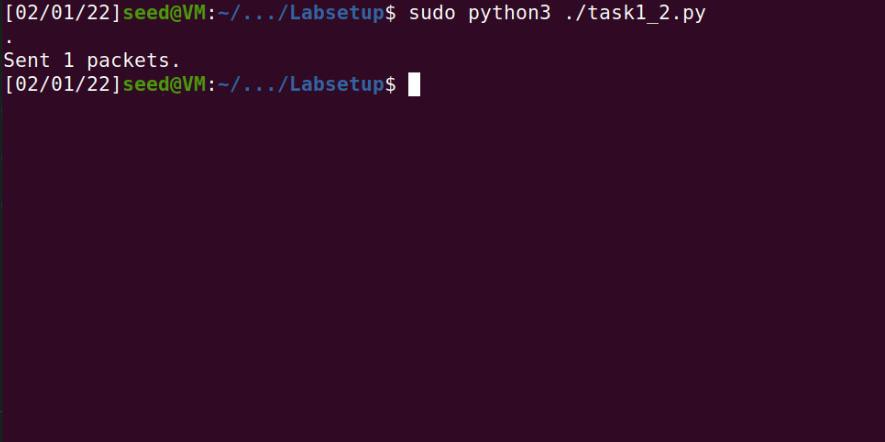 [02/01/22]seed@VM:~/.../Labsetup$ sudo python3 ./task1_2.py
.
Sent 1 packets.
[02/01/22]seed@VM:~/.../Labsetup$